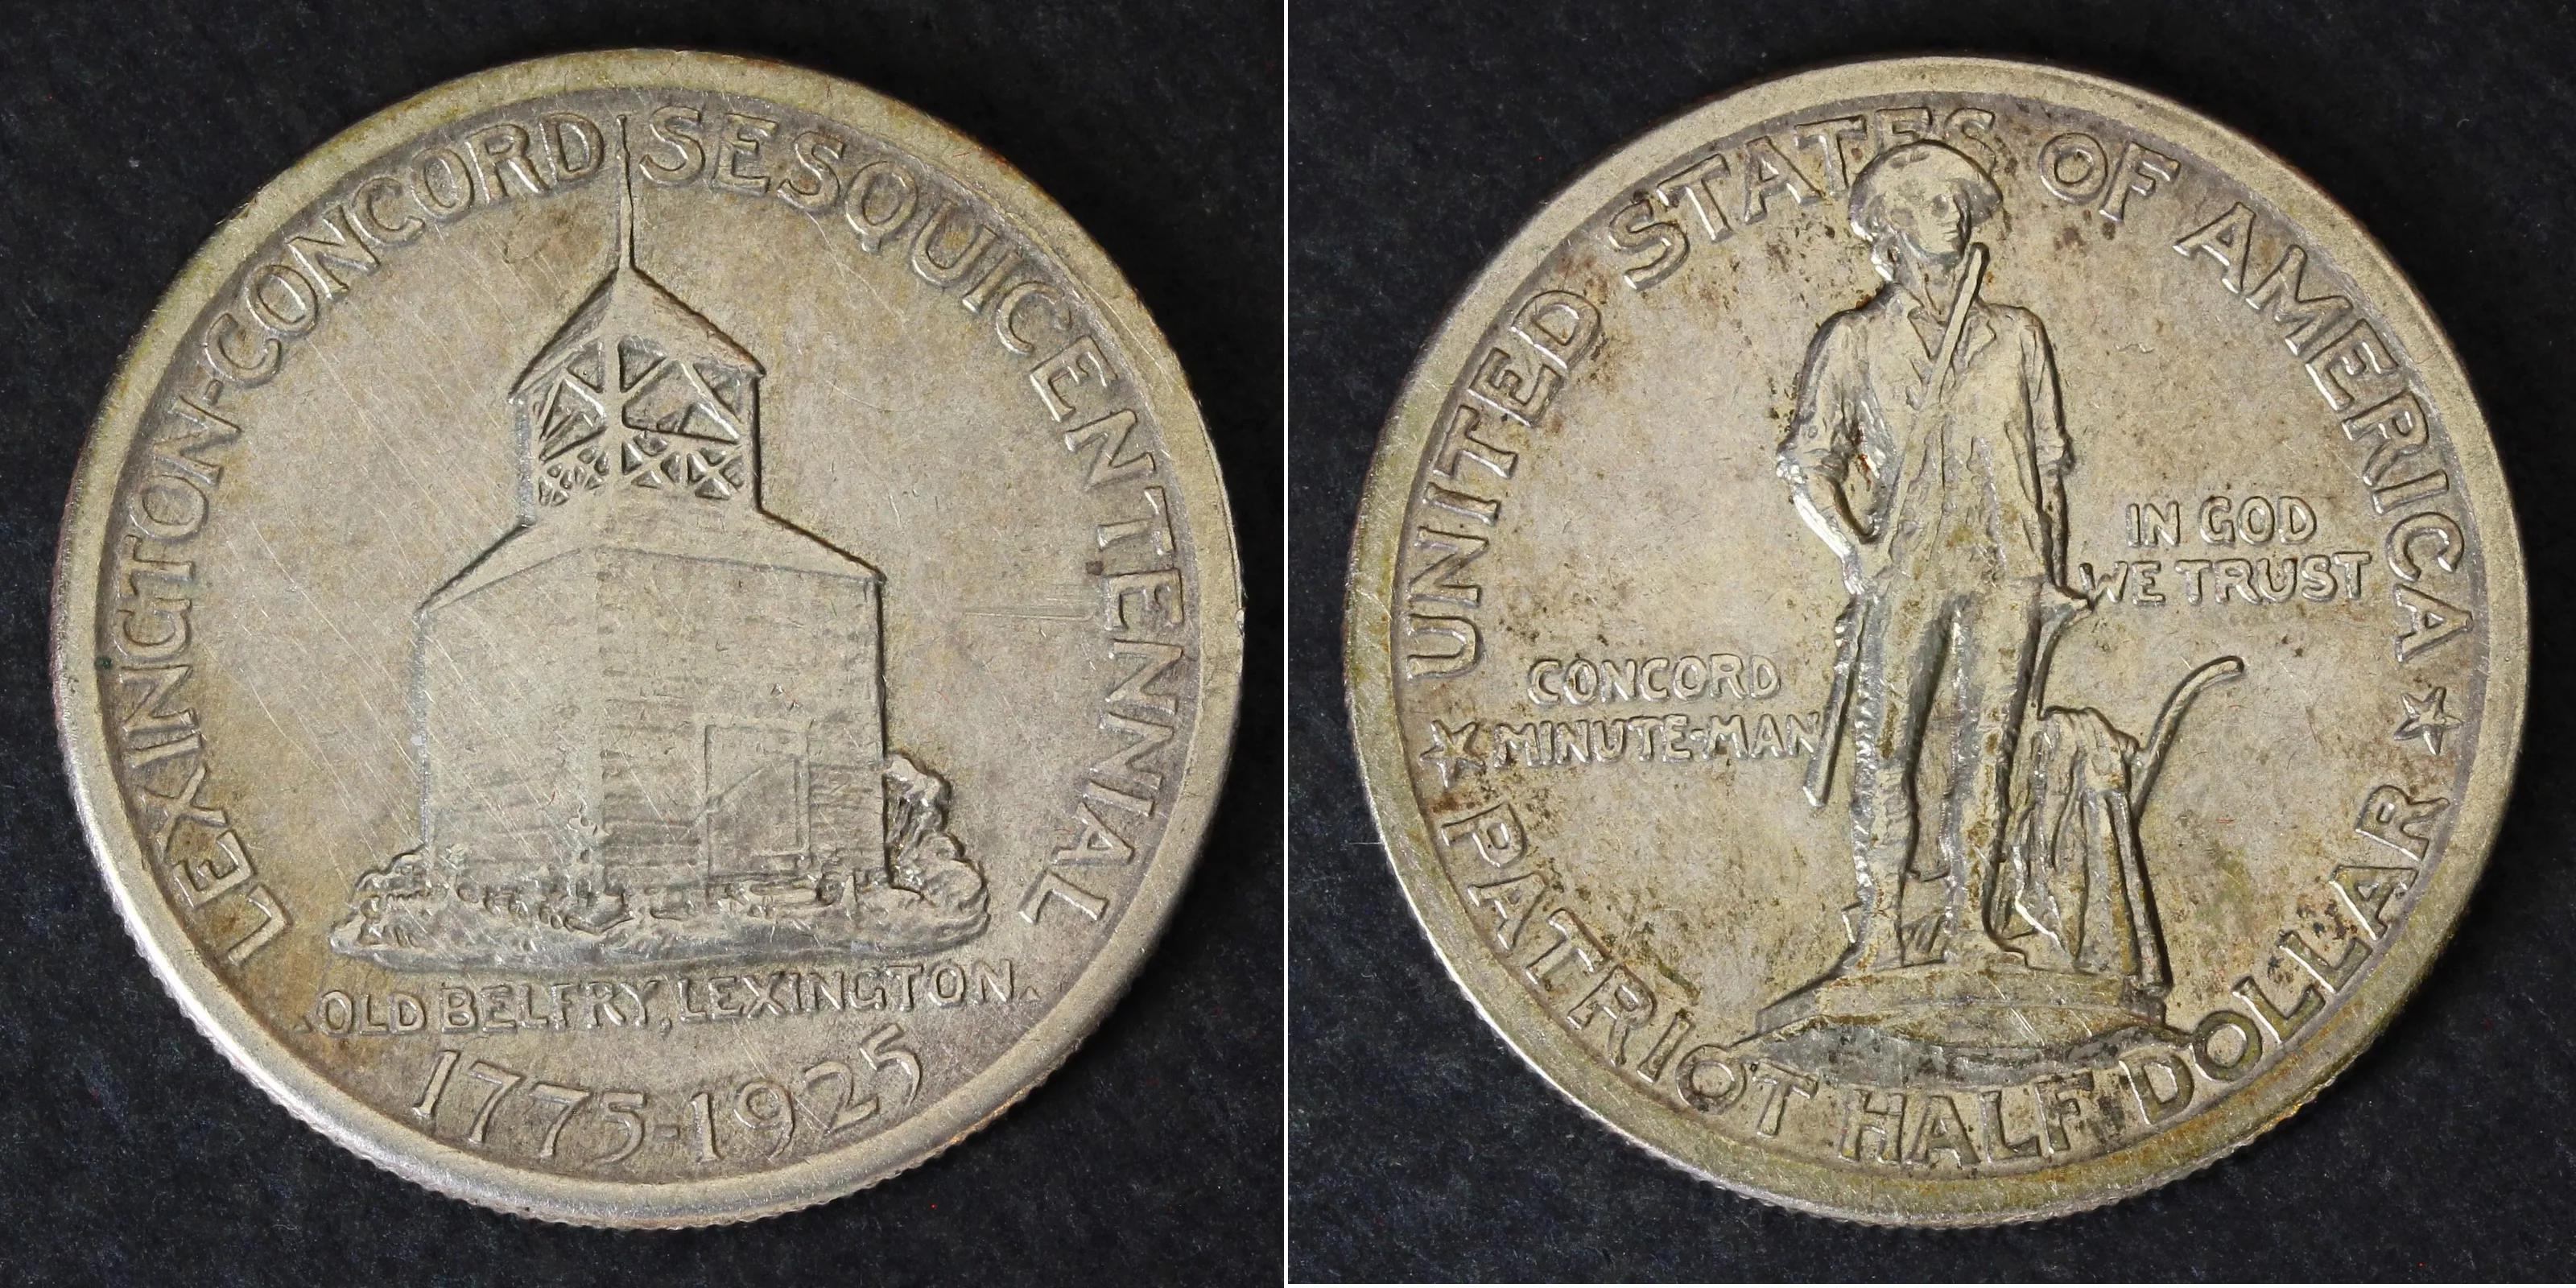 LEXINGTON-CONCORD SESQUICENTENNIAL
.OLD BELFRY, LEXINGTON.
1775-1925
UNITED STATES OF AMERICA
IN GOD
WE TRUST
CONCORD
MINUTE-MAN
PATRIOT HALF DOLLAR